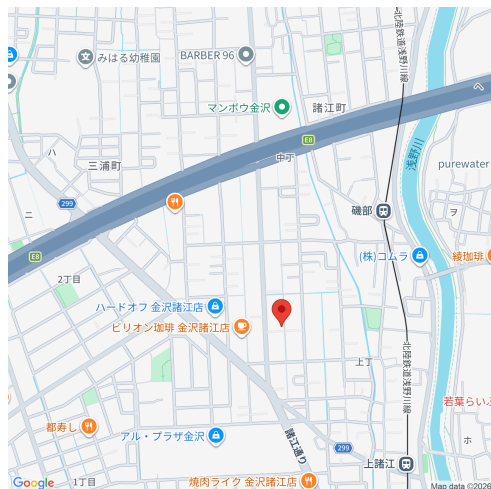 北陸鉄道浅野川線
みはる幼稚園
BARBER 96
マンボウ金沢
諸江町
E8
中丁
浅野川
ハ
三浦町
purewater
299
ニ
磯部
ヲ
E8
(株)コムラ
綾珈琲
2丁目
ハードオフ 金沢諸江店
ビリオン珈琲 金沢諸江店
北陸鉄道浅野川線
上丁
若葉らいふ
都寿し
アル・プラザ金沢
諸江通り
299
ホ
上諸江
1丁目
焼肉ライク 金沢諸江店
Google
Map data ©2026